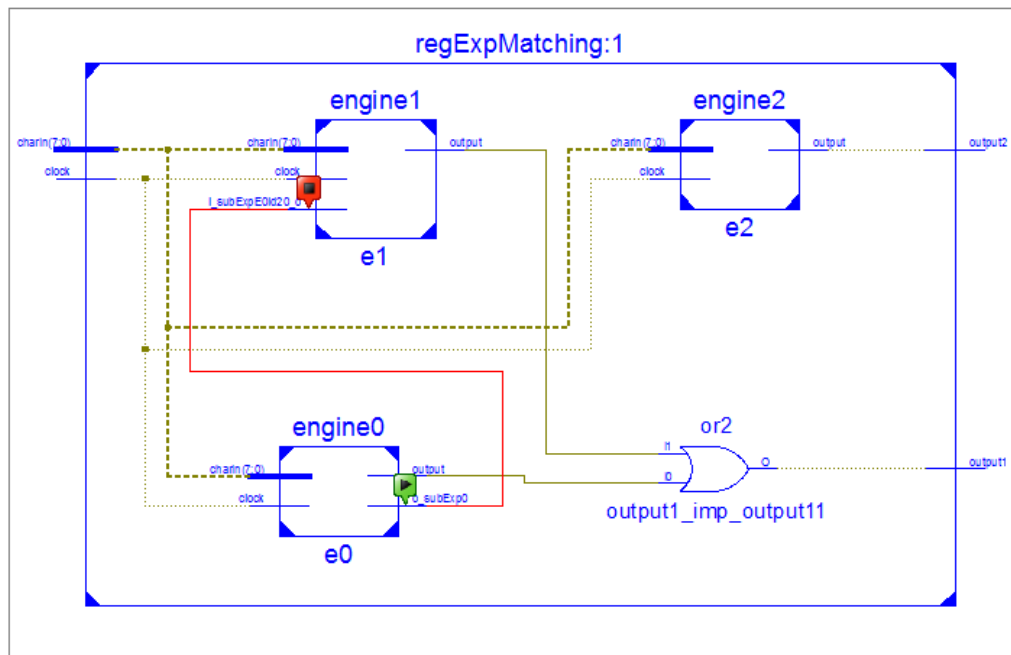 regExpMatching:1
engine1
engine2
charIn(7:0)
charIn(7:0)
output
charIn(7:0)
output
output2
clock
clock
clock
e1
e2
engine0
or2
charIn(7:0)
output
I1
I0
O
output1
clock
o_subExp0
output1_imp_output11
e0